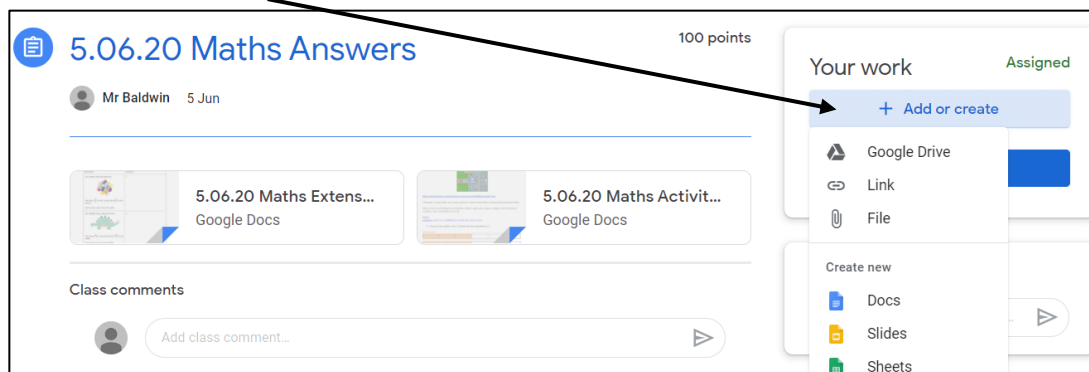 5.06.20 Maths Answers
100 points
Mr Baldwin 5 Jun
5.06.20 Maths Extens...
Google Docs
5.06.20 Maths Activit...
Google Docs
Class comments
Add class comment...
Your work
Assigned
+ Add or create
Google Drive
Link
File
Create new
Docs
Slides
Sheets